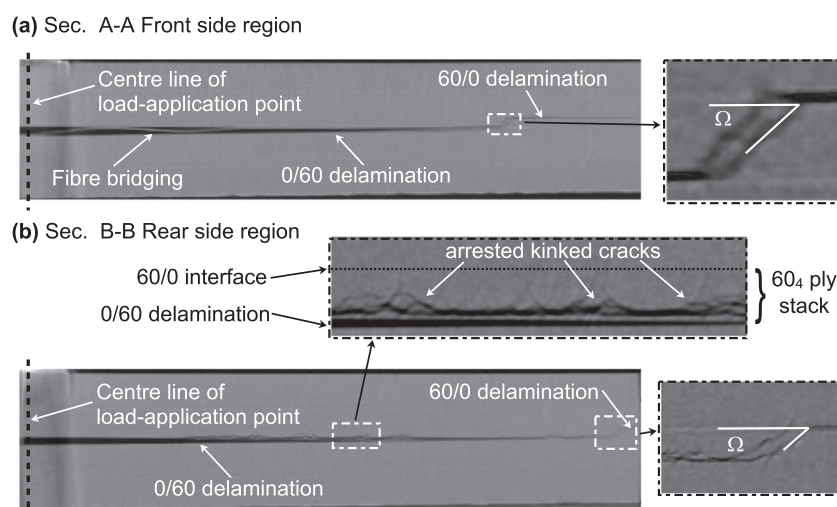 (a) Sec. A-A Front side region
Centre line of
load-application point
60/0 delamination
Ω
Fibre bridging
0/60 delamination
(b) Sec. B-B Rear side region
arrested kinked cracks
60/0 interface
0/60 delamination
60₄ ply
stack
Centre line of
load-application point
60/0 delamination
Ω
0/60 delamination